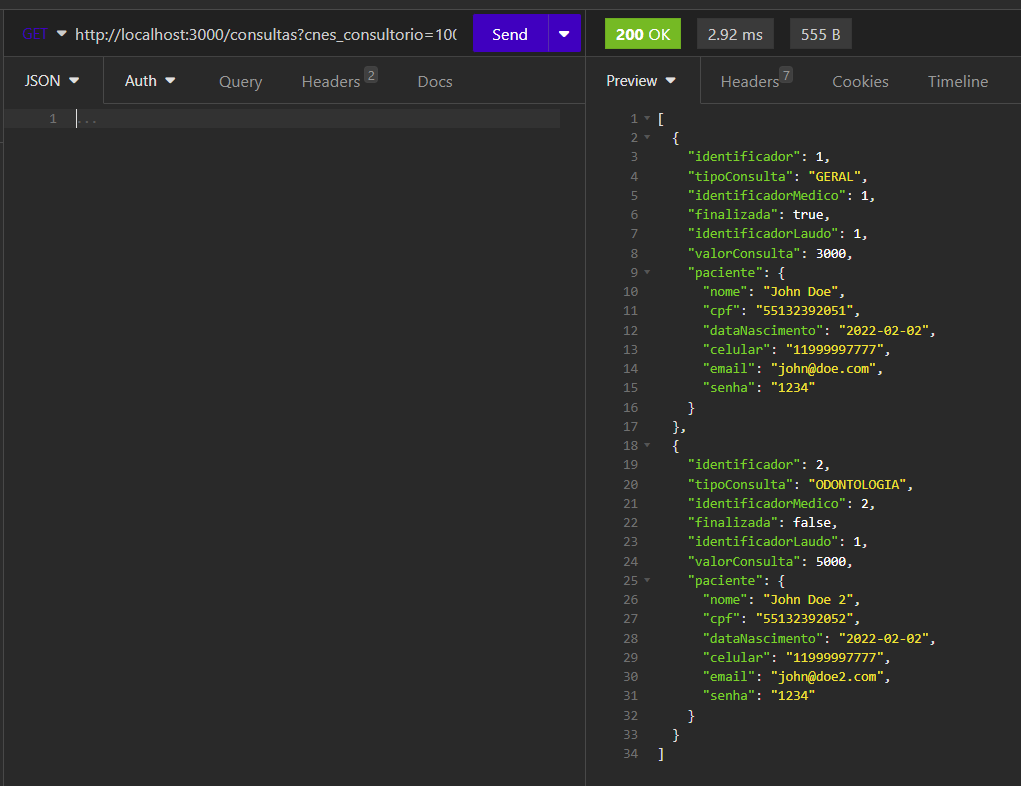 GET http://localhost:3000/consultas?cnes_consultorio=100 Send 200 OK 2.92 ms 555 B
JSON Auth Query Headers 2 Docs Preview Headers 7 Cookies Timeline
1 ...
1 [
2 {
3 "identificador": 1,
4 "tipoConsulta": "GERAL",
5 "identificadorMedico": 1,
6 "finalizada": true,
7 "identificadorLaudo": 1,
8 "valorConsulta": 3000,
9 "paciente": {
10 "nome": "John Doe",
11 "cpf": "55132392051",
12 "dataNascimento": "2022-02-02",
13 "celular": "11999997777",
14 "email": "john@doe.com",
15 "senha": "1234"
16 }
17 },
18 {
19 "identificador": 2,
20 "tipoConsulta": "ODONTOLOGIA",
21 "identificadorMedico": 2,
22 "finalizada": false,
23 "identificadorLaudo": 1,
24 "valorConsulta": 5000,
25 "paciente": {
26 "nome": "John Doe 2",
27 "cpf": "55132392052",
28 "dataNascimento": "2022-02-02",
29 "celular": "11999997777",
30 "email": "john@doe2.com",
31 "senha": "1234"
32 }
33 }
34 ]